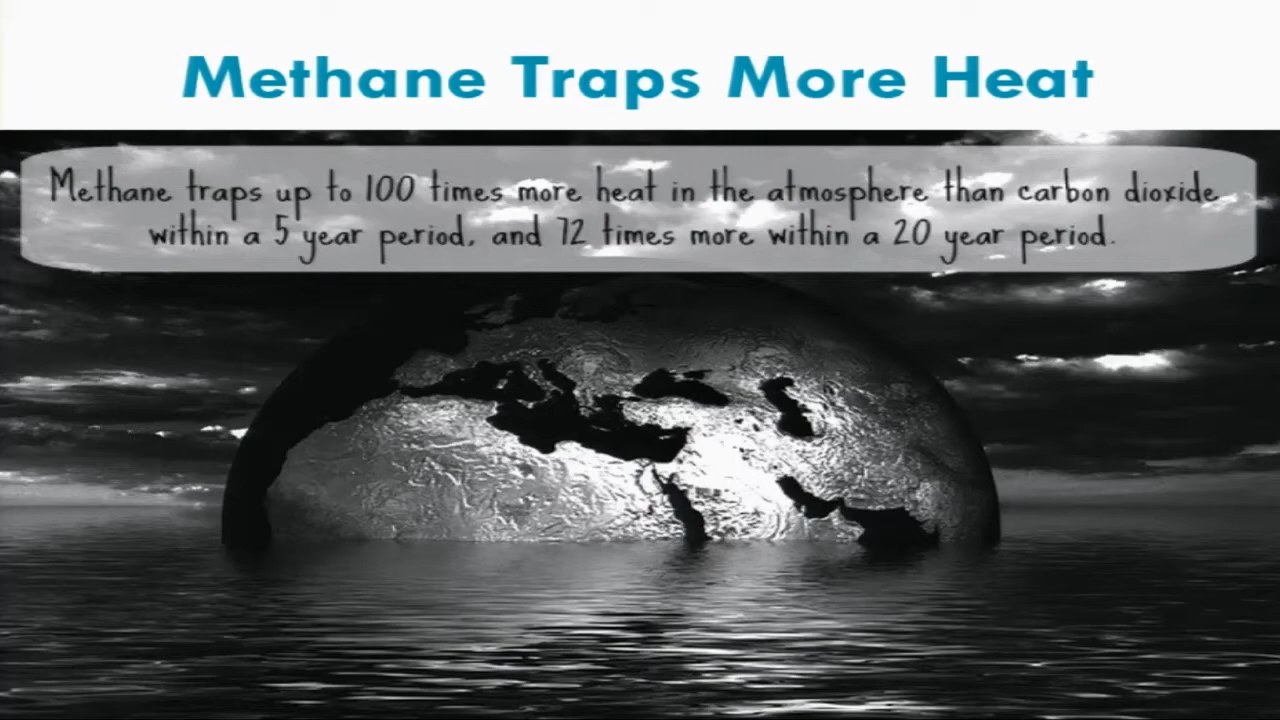 Methane Traps More Heat
Methane traps up to 100 times more heat in the atmosphere than carbon dioxide
within a 5 year period, and 72 times more within a 20 year period.